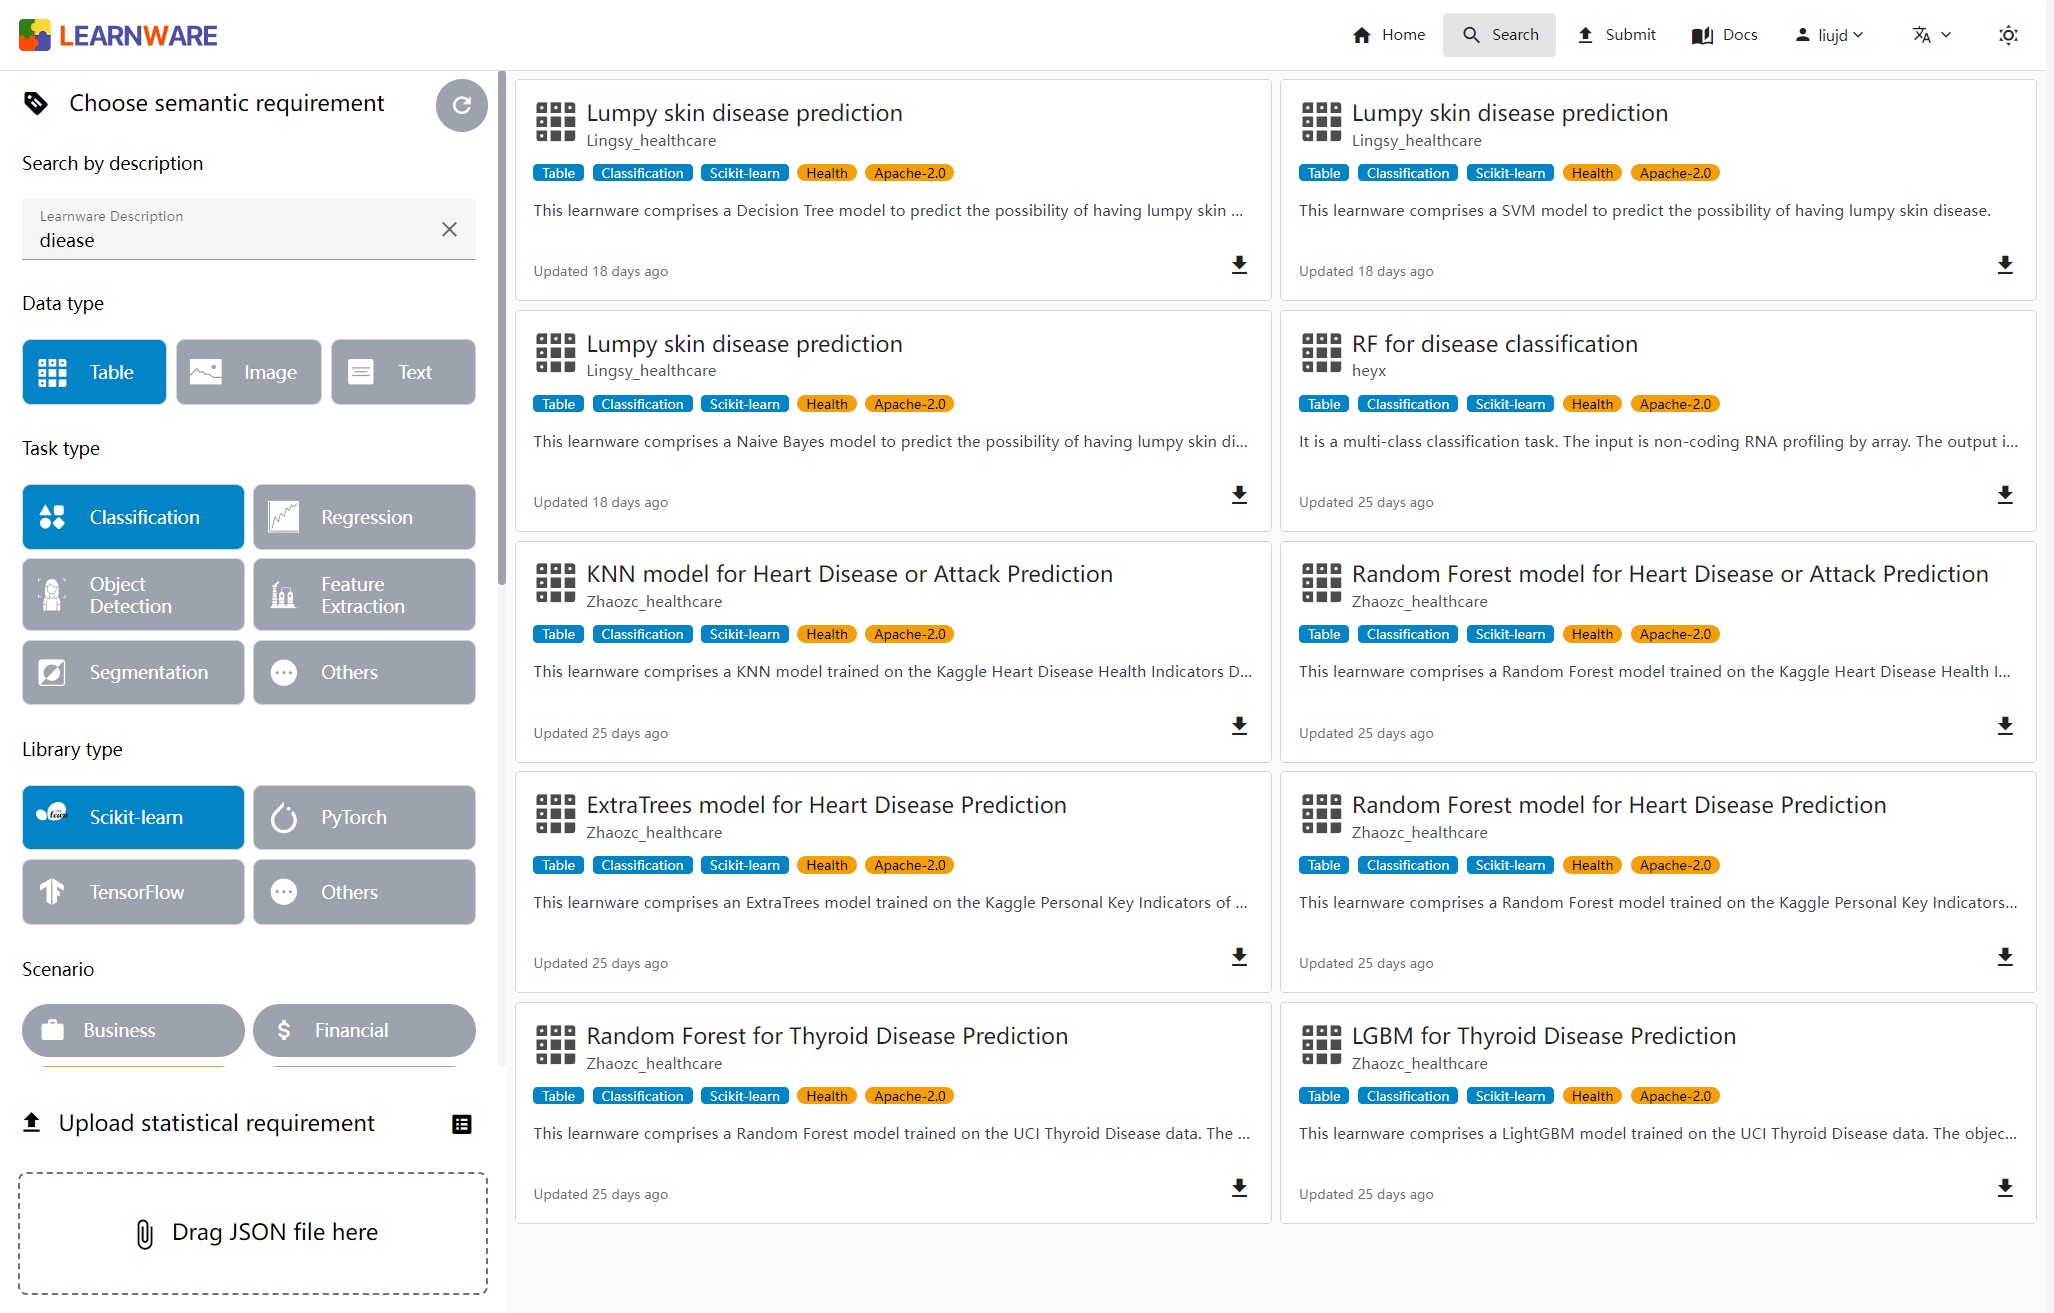 LEARNWARE
Home
Search
Submit
Docs
liujd
Choose semantic requirement
Search by description
Learnware Description
diease
Data type
Table
Image
Text
Task type
Classification
Regression
Object
Detection
Feature
Extraction
Segmentation
Others
Library type
Scikit-learn
PyTorch
TensorFlow
Others
Scenario
Business
Financial
Upload statistical requirement
Drag JSON file here
Lumpy skin disease prediction
Lingsy_healthcare
Table Classification Scikit-learn Health Apache-2.0
This learnware comprises a Decision Tree model to predict the possibility of having lumpy skin ...
Updated 18 days ago
Lumpy skin disease prediction
Lingsy_healthcare
Table Classification Scikit-learn Health Apache-2.0
This learnware comprises a SVM model to predict the possibility of having lumpy skin disease.
Updated 18 days ago
Lumpy skin disease prediction
Lingsy_healthcare
Table Classification Scikit-learn Health Apache-2.0
This learnware comprises a Naive Bayes model to predict the possibility of having lumpy skin di...
Updated 18 days ago
RF for disease classification
heyx
Table Classification Scikit-learn Health Apache-2.0
It is a multi-class classification task. The input is non-coding RNA profiling by array. The output i...
Updated 25 days ago
KNN model for Heart Disease or Attack Prediction
Zhaozc_healthcare
Table Classification Scikit-learn Health Apache-2.0
This learnware comprises a KNN model trained on the Kaggle Heart Disease Health Indicators D...
Updated 25 days ago
Random Forest model for Heart Disease or Attack Prediction
Zhaozc_healthcare
Table Classification Scikit-learn Health Apache-2.0
This learnware comprises a Random Forest model trained on the Kaggle Heart Disease Health I...
Updated 25 days ago
ExtraTrees model for Heart Disease Prediction
Zhaozc_healthcare
Table Classification Scikit-learn Health Apache-2.0
This learnware comprises an ExtraTrees model trained on the Kaggle Personal Key Indicators of ...
Updated 25 days ago
Random Forest model for Heart Disease Prediction
Zhaozc_healthcare
Table Classification Scikit-learn Health Apache-2.0
This learnware comprises a Random Forest model trained on the Kaggle Personal Key Indicators...
Updated 25 days ago
Random Forest for Thyroid Disease Prediction
Zhaozc_healthcare
Table Classification Scikit-learn Health Apache-2.0
This learnware comprises a Random Forest model trained on the UCI Thyroid Disease data. The ...
Updated 25 days ago
LGBM for Thyroid Disease Prediction
Zhaozc_healthcare
Table Classification Scikit-learn Health Apache-2.0
This learnware comprises a LightGBM model trained on the UCI Thyroid Disease data. The objec...
Updated 25 days ago